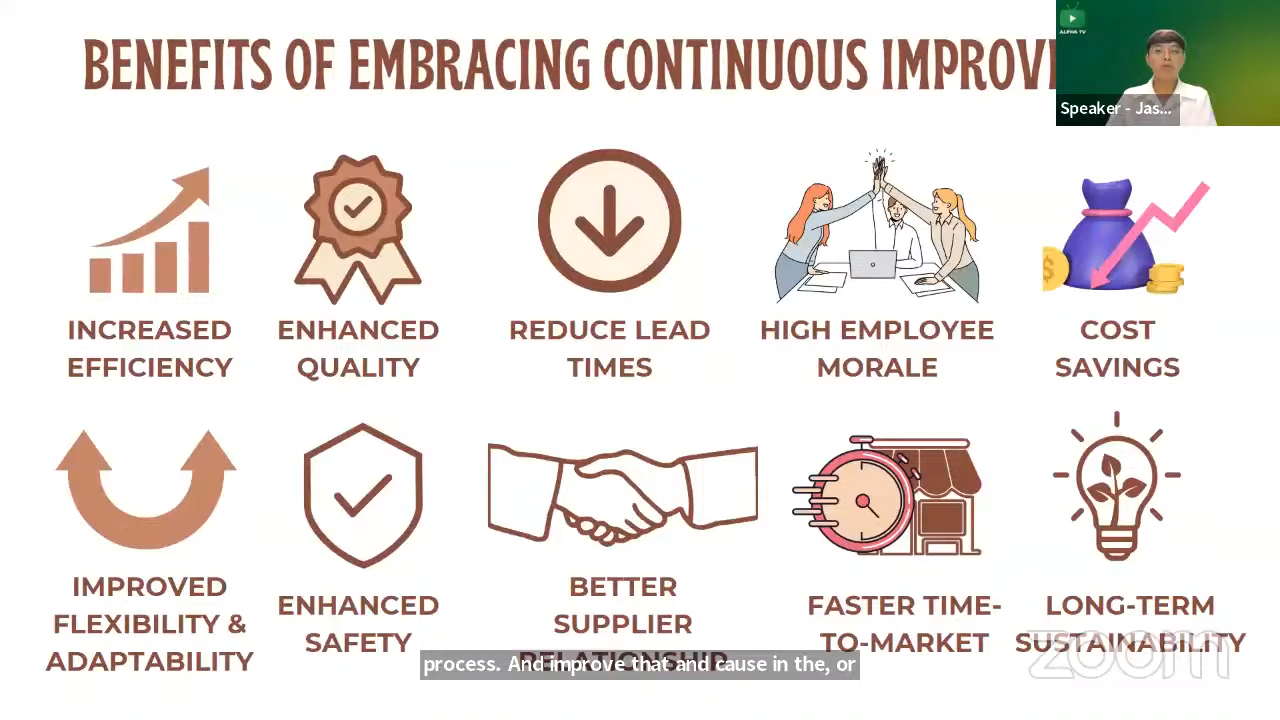 BENEFITS OF EMBRACING CONTINUOUS IMPROV
ALPHA TV
Speaker - Jas...
INCREASED
EFFICIENCY
ENHANCED
QUALITY
REDUCE LEAD
TIMES
HIGH EMPLOYEE
MORALE
$
COST
SAVINGS
IMPROVED
FLEXIBILITY &
ADAPTABILITY
ENHANCED
SAFETY
BETTER
SUPPLIER
RELATIONSHIP
FASTER TIME-
TO-MARKET
LONG-TERM
SUSTAINABILITY
process. And improve that and cause in the, or
zoom